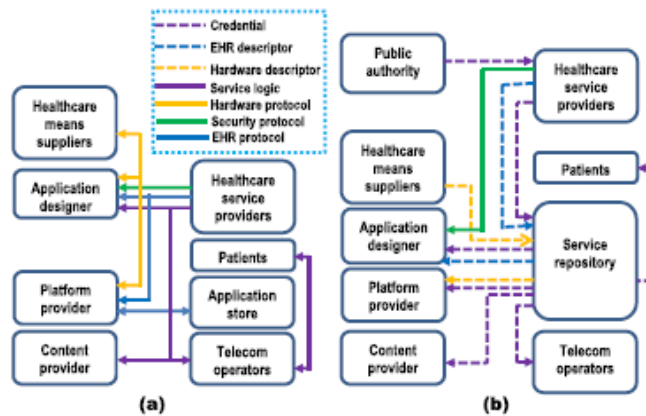 Credential
EHR descriptor
Hardware descriptor
Service logic
Hardware protocol
Security protocol
EHR protocol
Healthcare
means
suppliers
Application
designer
Healthcare
service
providers
Patients
Platform
provider
Application
store
Content
provider
Telecom
operators
(a)
Public
authority
Healthcare
service
providers
Healthcare
means
suppliers
Patients
Application
designer
Service
repository
Platform
provider
Content
provider
Telecom
operators
(b)